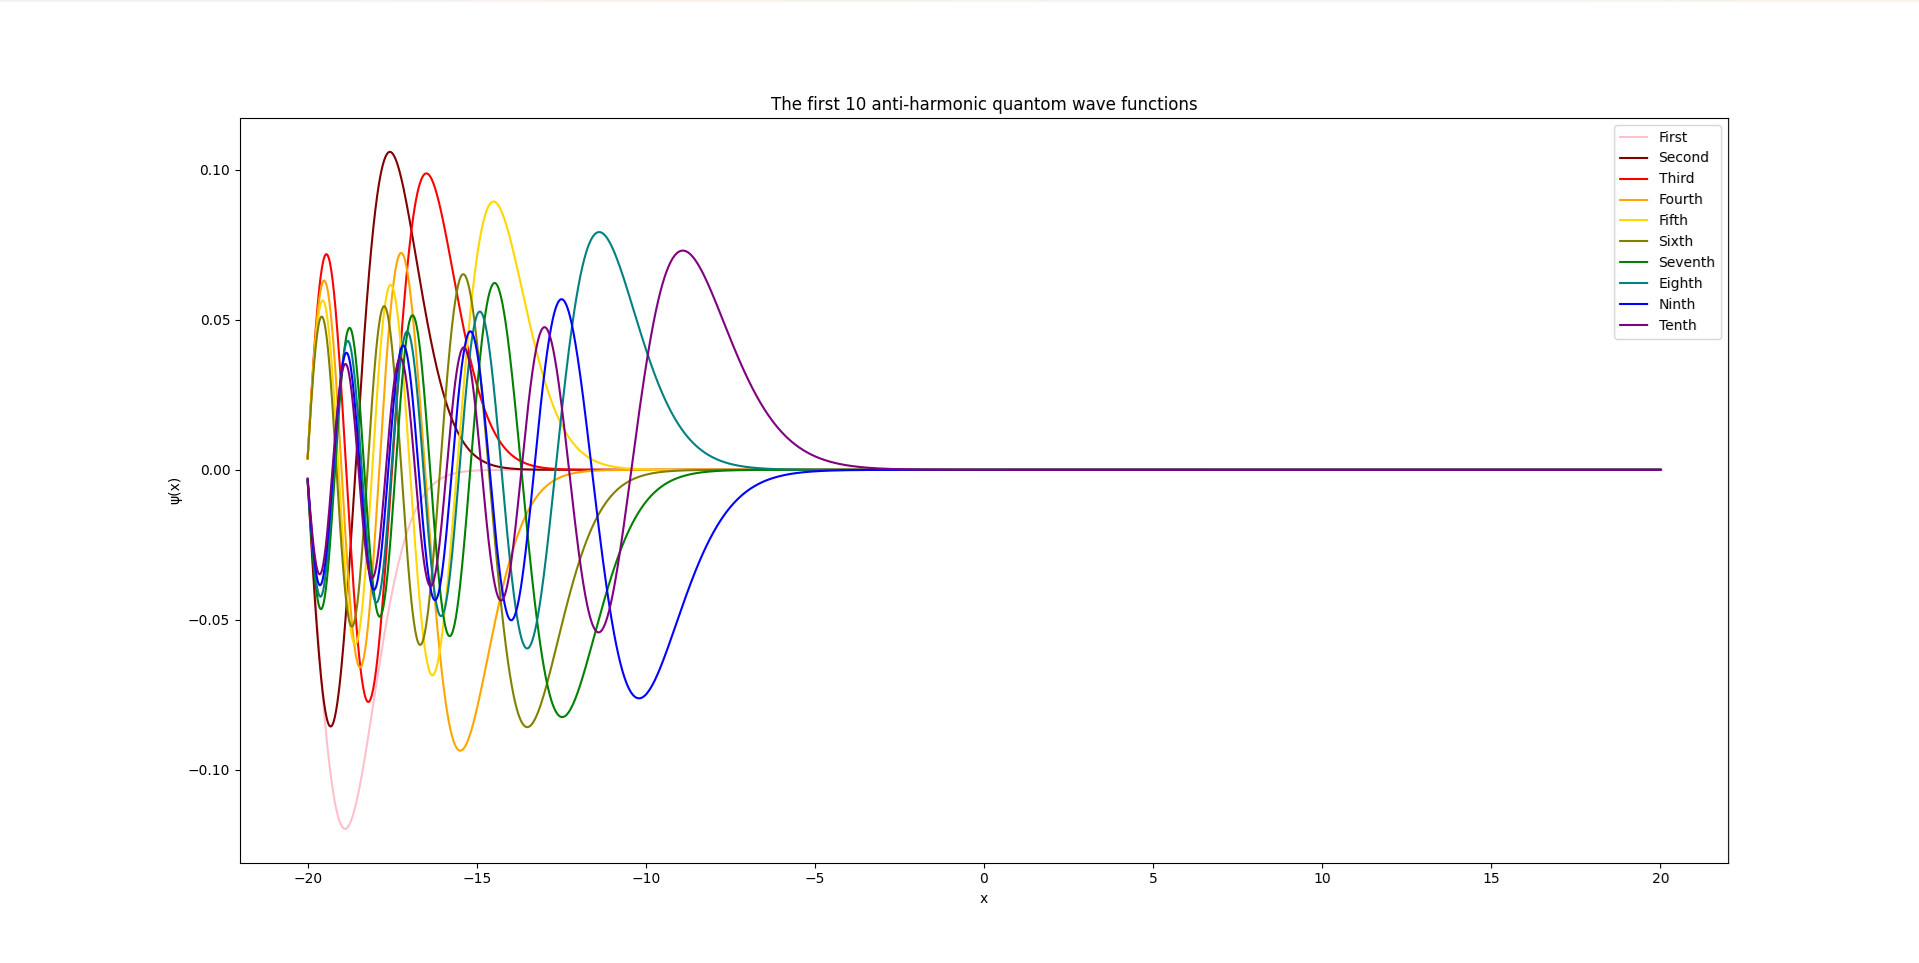 The first 10 anti-harmonic quantom wave functions
First
Second
Third
Fourth
Fifth
Sixth
Seventh
Eighth
Ninth
Tenth
0.10
0.05
0.00
−0.05
−0.10
ψ(x)
−20 −15 −10 −5 0 5 10 15 20
x